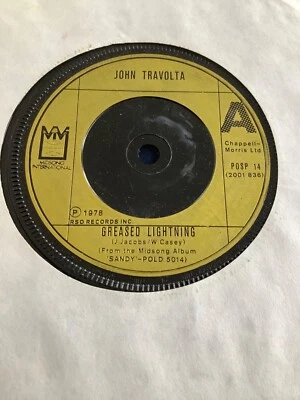 JOHN TRAVOLTA
MIDSONG
INTERNATIONAL
A
Chappell-
Morris Ltd
POSP 14
(2001 836)
℗ 1978
RSO RECORDS INC.
GREASED LIGHTNING
(J Jacobs/W Casey)
(From the Midsong Album
'SANDY'-POLD 5014)